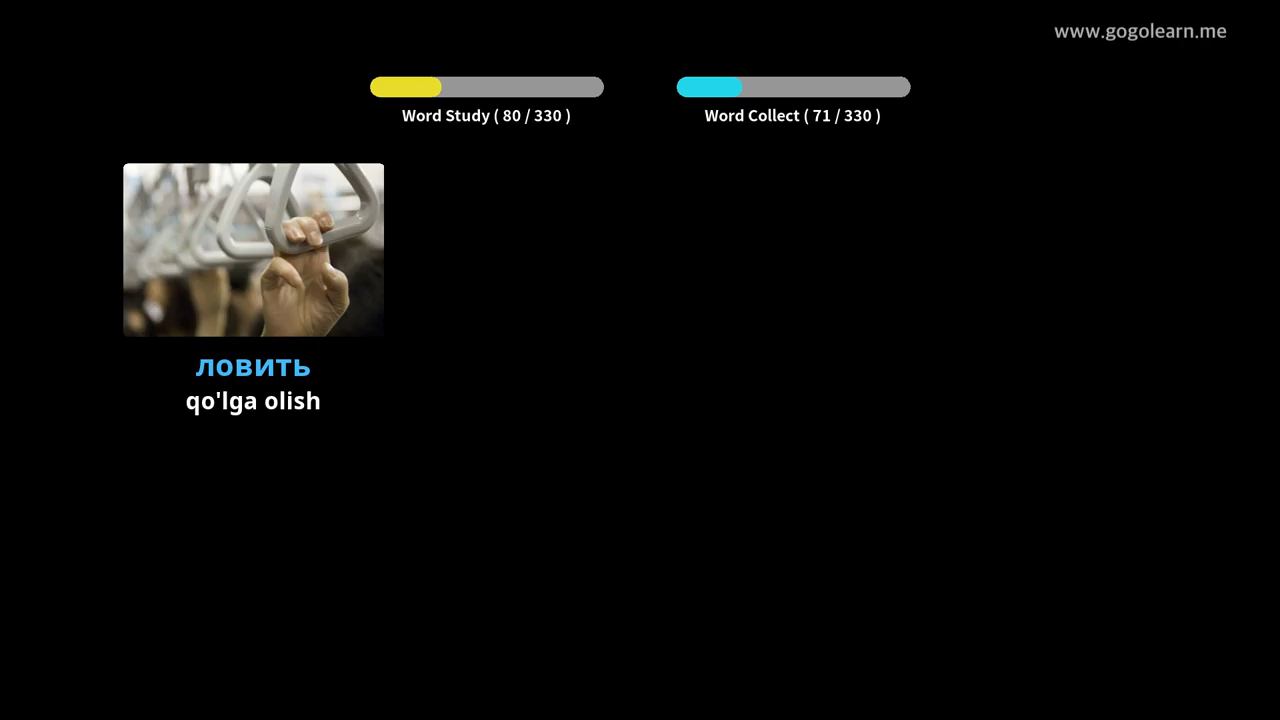 www.gogolearn.me
Word Study ( 80 / 330 )
Word Collect ( 71 / 330 )
ловить
qo'lga olish